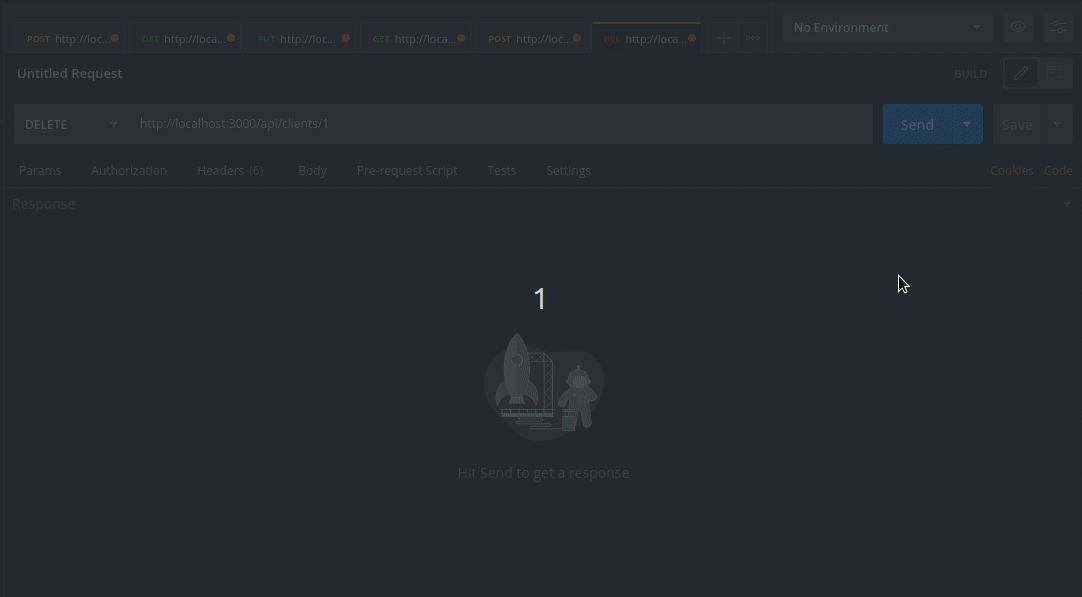 POST http://loc... GET http://loca... PUT http://loc... GET http://loca... POST http://loc... DEL http://loca... No Environment
Untitled Request BUILD
DELETE http://localhost:3000/api/clients/1 Send Save
Params Authorization Headers (6) Body Pre-request Script Tests Settings Cookies Code
Response
1
Hit Send to get a response